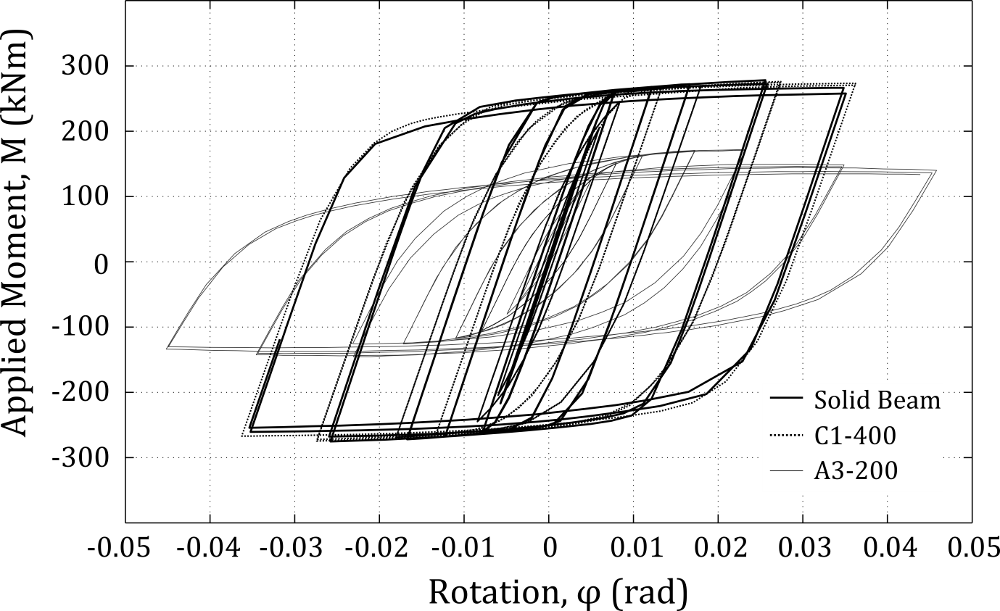 Applied Moment, M (kNm)
300
200
100
0
-100
-200
-300
Solid Beam
C1-400
A3-200
-0.05 -0.04 -0.03 -0.02 -0.01 0 0.01 0.02 0.03 0.04 0.05
Rotation, φ (rad)